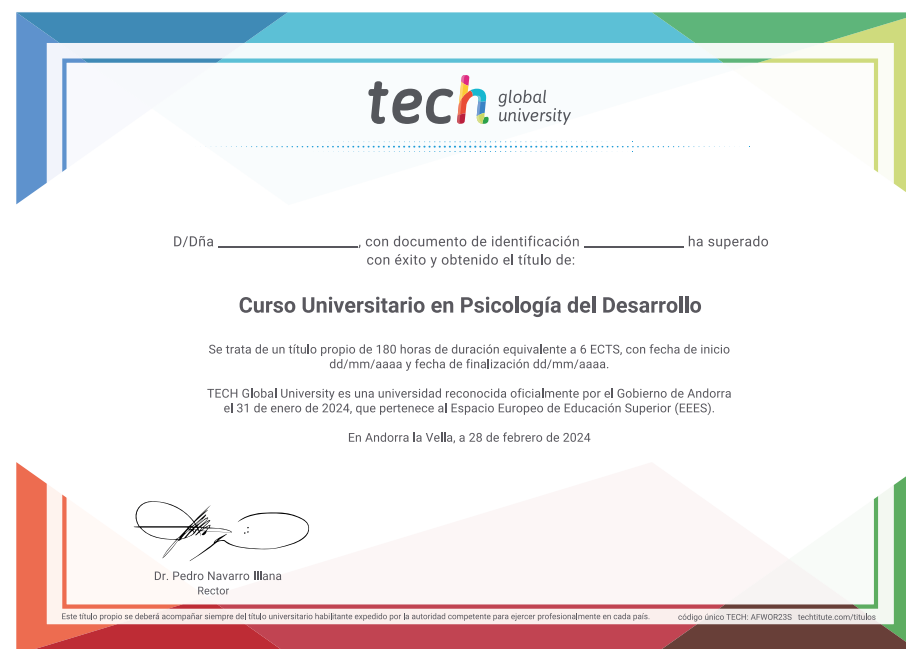 tech global university
D/Dña ____________, con documento de identificación ____________ ha superado
con éxito y obtenido el título de:
Curso Universitario en Psicología del Desarrollo
Se trata de un título propio de 180 horas de duración equivalente a 6 ECTS, con fecha de inicio
dd/mm/aaaa y fecha de finalización dd/mm/aaaa.
TECH Global University es una universidad reconocida oficialmente por el Gobierno de Andorra
el 31 de enero de 2024, que pertenece al Espacio Europeo de Educación Superior (EEES).
En Andorra la Vella, a 28 de febrero de 2024
Dr. Pedro Navarro Illana
Rector
Este título propio se deberá acompañar siempre del título universitario habilitante expedido por la autoridad competente para ejercer profesionalmente en cada país. código único TECH: AFWOR23S techtitute.com/titulos